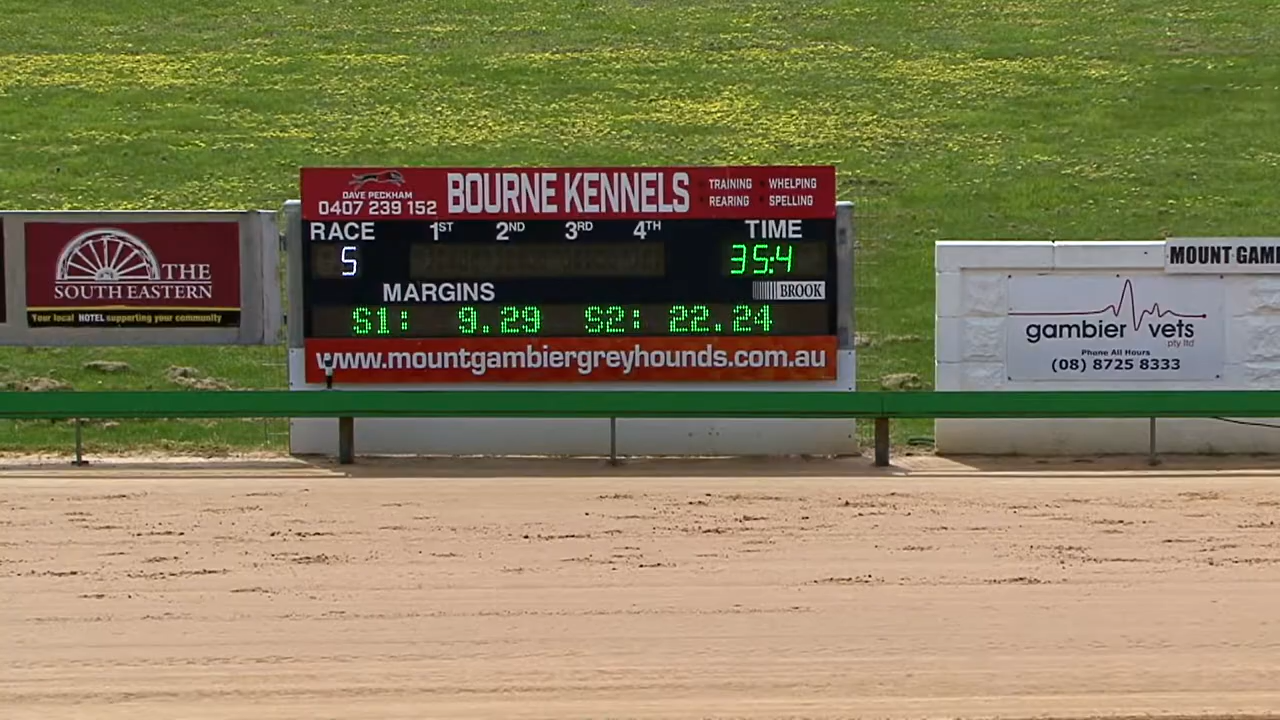 DAVE PECKHAM
0407 239 152
BOURNE KENNELS
TRAINING WHELPING
REARING SPELLING
RACE 1ST 2ND 3RD 4TH TIME
5 35:4
MARGINS
BROOK
S1: 9.29 S2: 22.24
www.mountgambiergreyhounds.com.au
THE
SOUTH EASTERN
Your local HOTEL supporting your community
MOUNT GAMBI
gambier vets
pty ltd
Phone All Hours
(08) 8725 8333